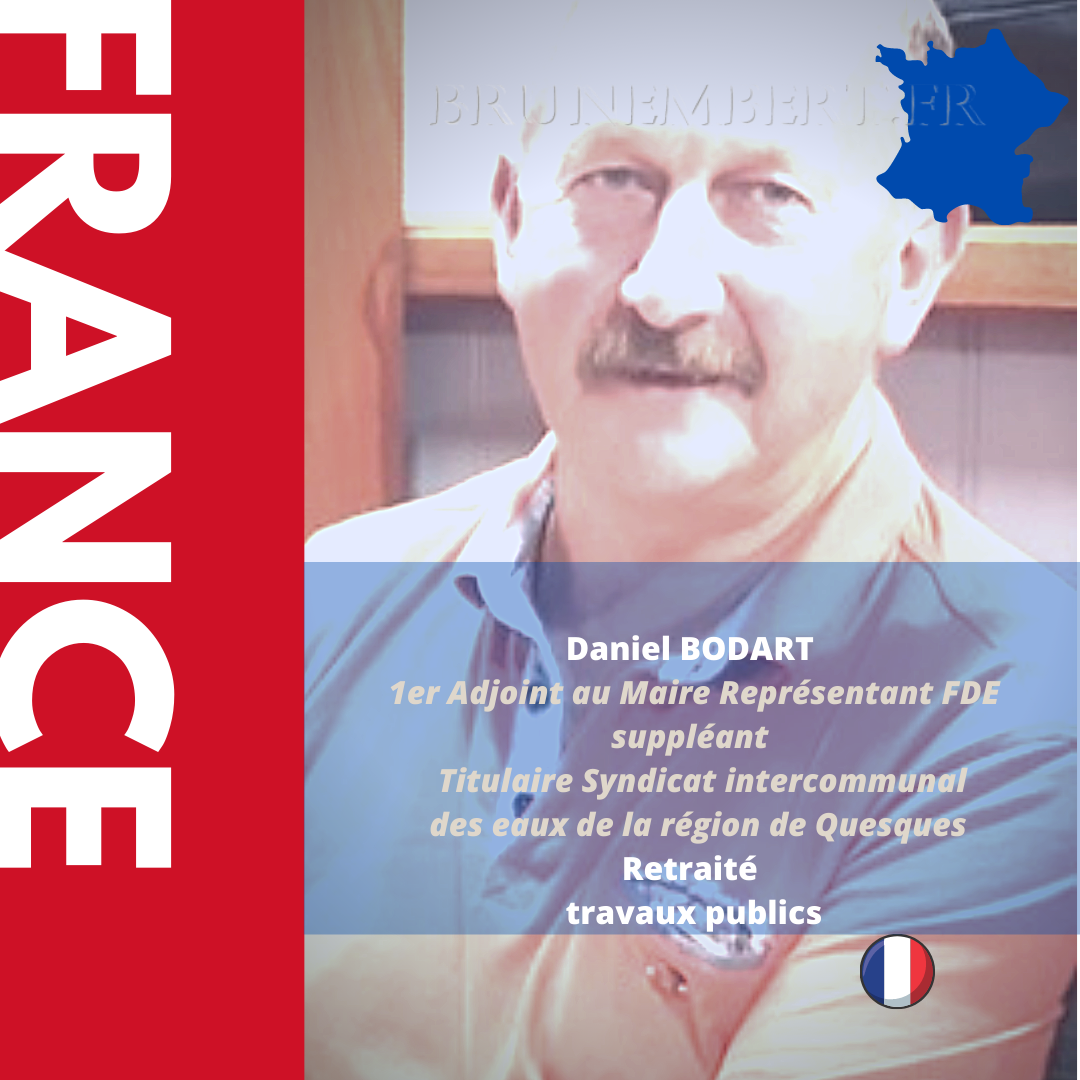 FRANCE
BRUNEMBERT.FR
Daniel BODART
1er Adjoint au Maire Représentant FDE
suppléant
Titulaire Syndicat intercommunal
des eaux de la région de Quesques
Retraité
travaux publics